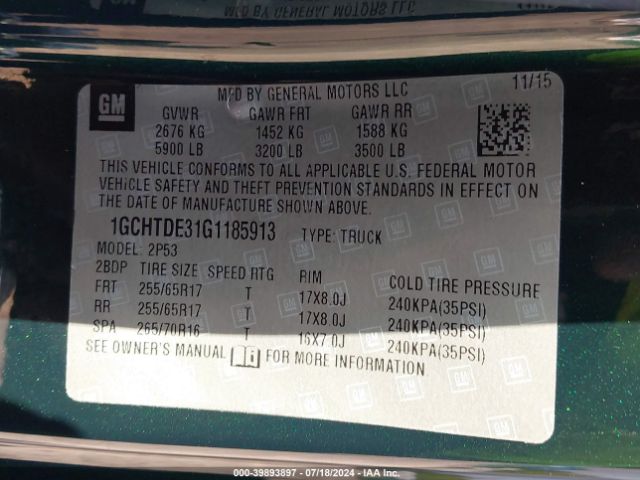 MFD BY GENERAL MOTORS LLC
GM
MFD BY GENERAL MOTORS LLC 11/15
GVWR GAWR FRT GAWR RR
2676 KG 1452 KG 1588 KG
5900 LB 3200 LB 3500 LB
THIS VEHICLE CONFORMS TO ALL APPLICABLE U.S. FEDERAL MOTOR
VEHICLE SAFETY AND THEFT PREVENTION STANDARDS IN EFFECT ON
THE DATE OF MANUFACTURE SHOWN ABOVE.
1GCHTDE31G1185913 TYPE: TRUCK
MODEL: 2P53
2BDP TIRE SIZE SPEED RTG RIM COLD TIRE PRESSURE
FRT 255/65R17 T 17X8.0J 240KPA(35PSI)
RR 255/65R17 T 17X8.0J 240KPA(35PSI)
SPA 265/70R16 T 16X7.0J 240KPA(35PSI)
SEE OWNER'S MANUAL FOR MORE INFORMATION
000-39893897 - 07/18/2024 - IAA Inc.